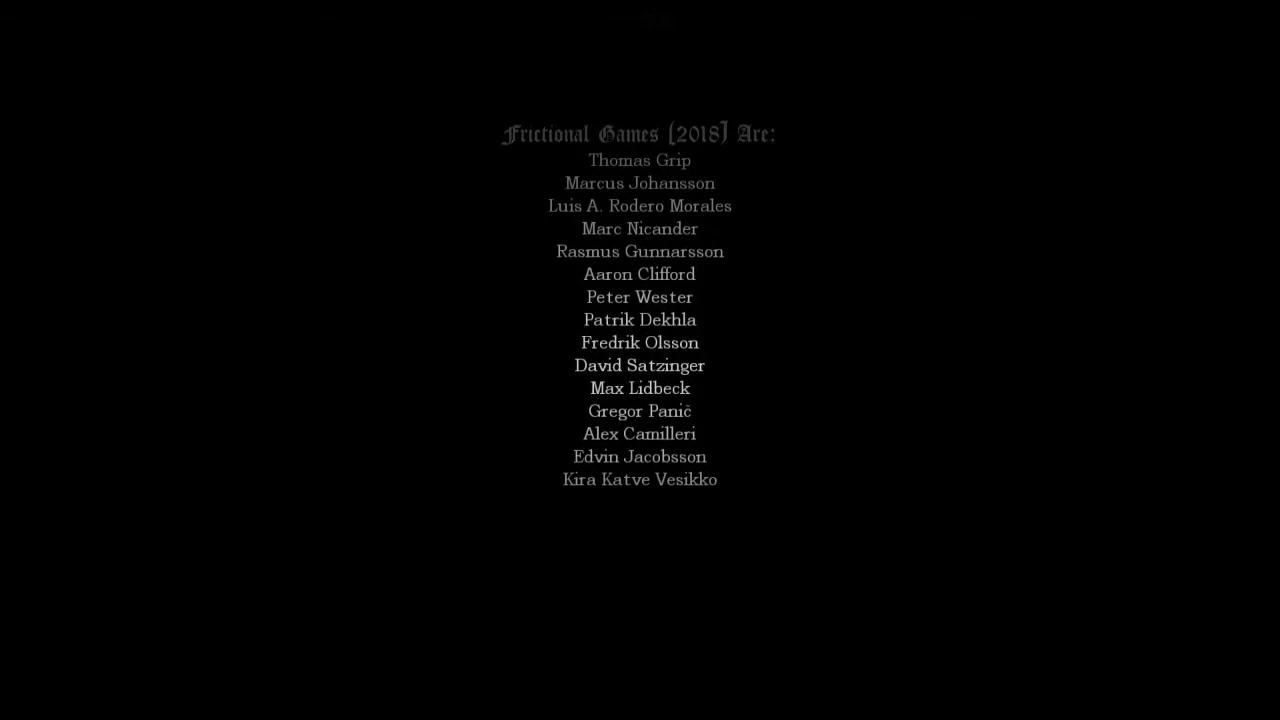 Frictional Games [2018] Are:
Thomas Grip
Marcus Johansson
Luis A. Rodero Morales
Marc Nicander
Rasmus Gunnarsson
Aaron Clifford
Peter Wester
Patrik Dekhla
Fredrik Olsson
David Satzinger
Max Lidbeck
Gregor Panič
Alex Camilleri
Edvin Jacobsson
Kira Katve Vesikko